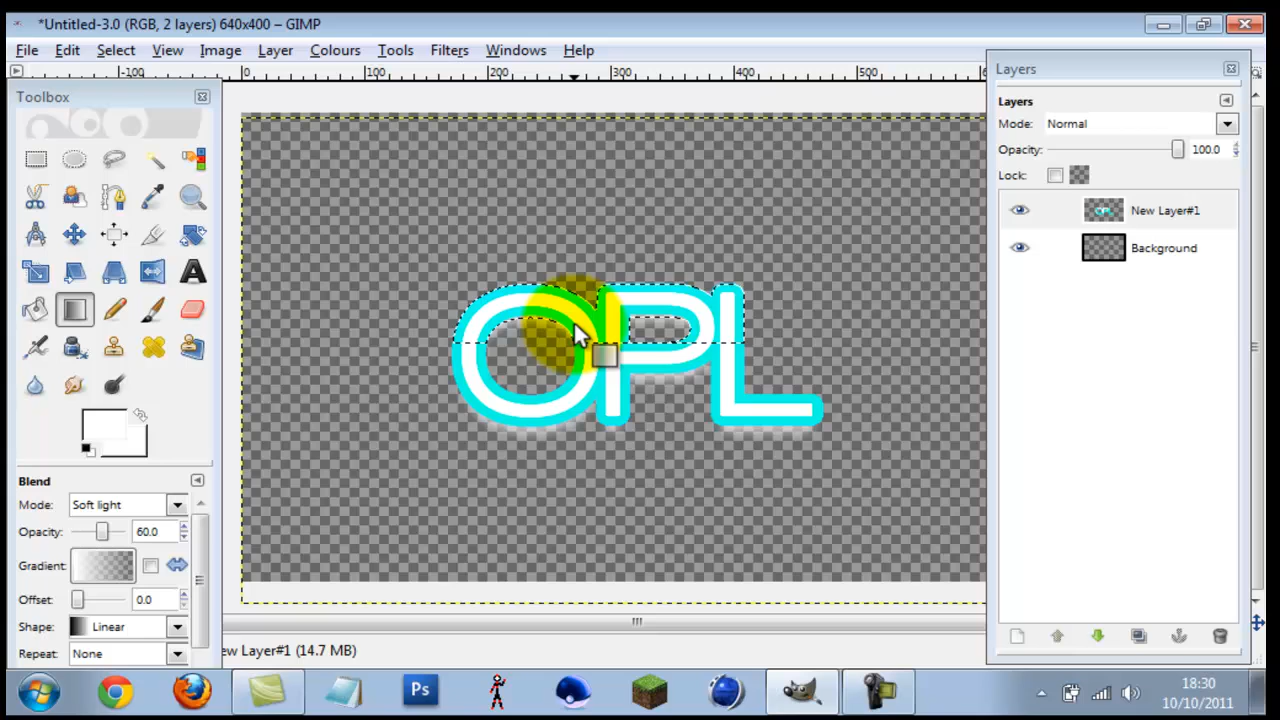 *Untitled-3.0 (RGB, 2 layers) 640x400 – GIMP
File Edit Select View Image Layer Colours Tools Filters Windows Help
-100 0 100 200 300 400 500
Toolbox
OPL
Blend
Mode: Soft light
Opacity: 60.0
Gradient:
Offset: 0.0
Shape: Linear
Repeat: None
Layers
Layers
Mode: Normal
Opacity: 100.0
Lock:
New Layer#1
Background
ew Layer#1 (14.7 MB)
Ps
18:30
10/10/2011